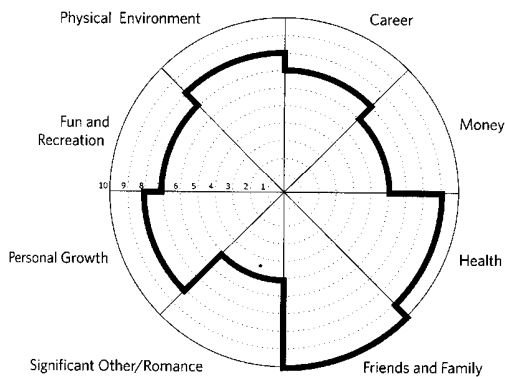 Physical Environment
Career
Fun and
Recreation
Money
10 9 8 6 5 4 3 2 1
Personal Growth
Health
Significant Other/Romance
Friends and Family